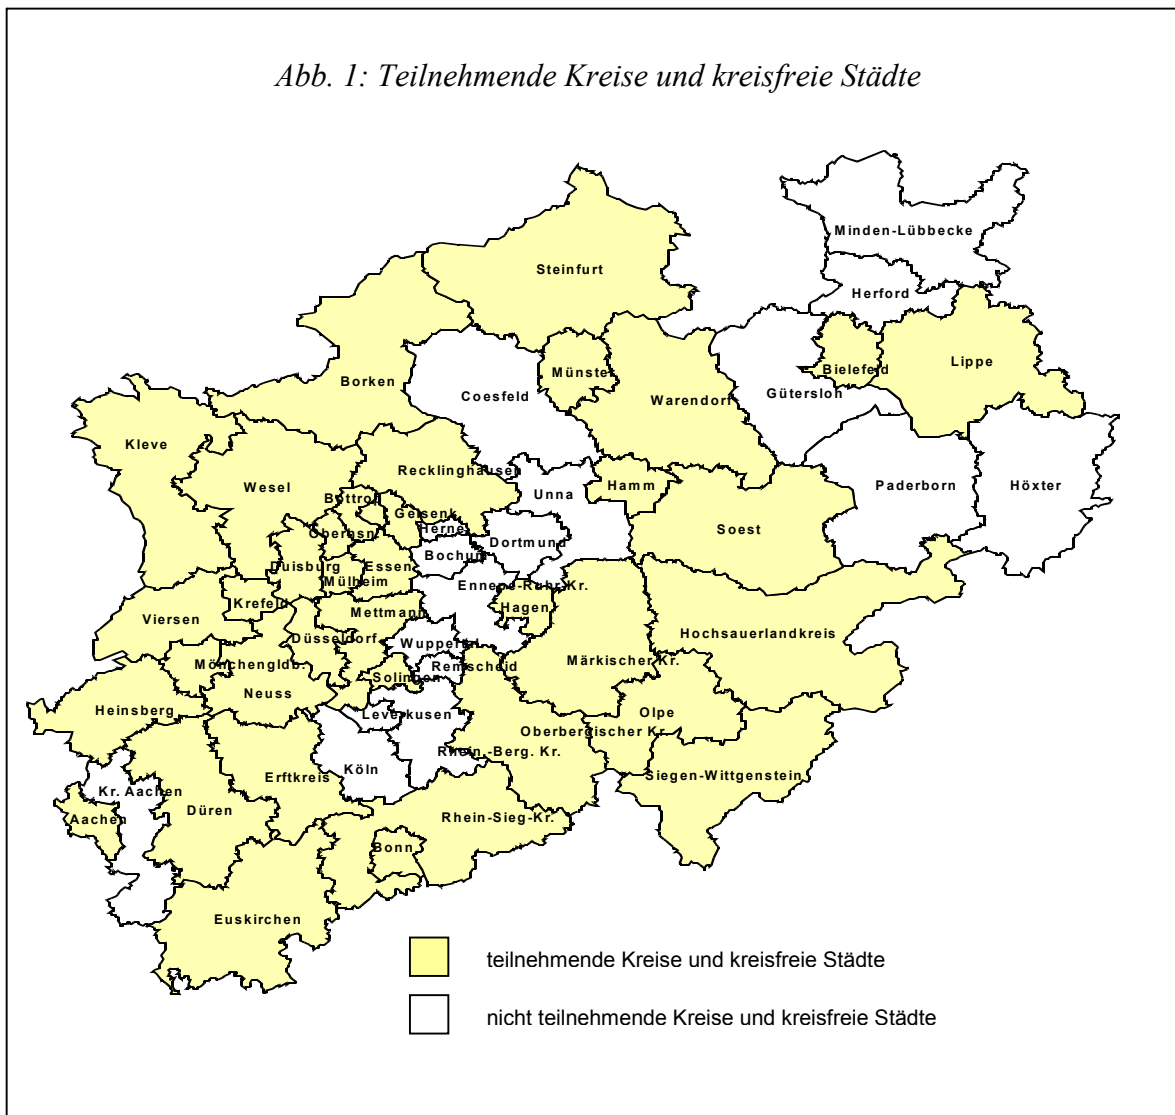 Abb. 1: Teilnehmende Kreise und kreisfreie Städte
Minden-Lübbecke
Steinfurt
Herford
Lippe
Bielefeld
Münster
Borken
Coesfeld
Gütersloh
Warendorf
Kleve
Recklinghausen
Wesel
Hamm
Unna
Paderborn
Höxter
Bottrop
Gelsenk.
Herne
Soest
Oberhsn.
Dortmund
Bochum
Duisburg
Essen
Mülheim
Ennepe-Ruhr-Kr.
Krefeld
Hagen
Mettmann
Viersen
Hochsauerlandkreis
Düsseldorf
Wuppertal
Mönchengldb.
Remscheid
Märkischer Kr.
Solingen
Neuss
Heinsberg
Leverkusen
Olpe
Oberbergischer Kr.
Rhein.-Berg. Kr.
Köln
Erftkreis
Siegen-Wittgenstein
Kr. Aachen
Düren
Aachen
Rhein-Sieg-Kr.
Bonn
Euskirchen
teilnehmende Kreise und kreisfreie Städte
nicht teilnehmende Kreise und kreisfreie Städte